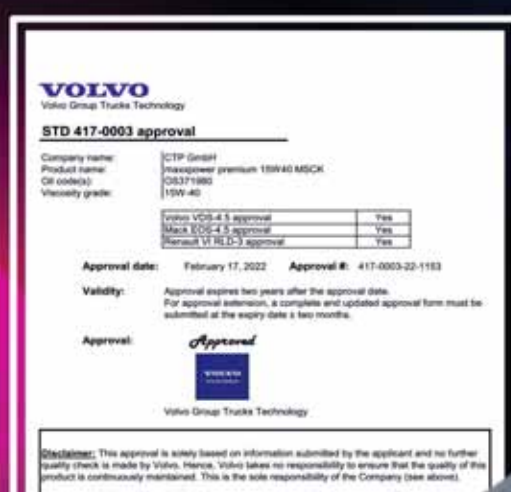 VOLVO
Volvo Group Trucks Technology
STD 417-0003 approval
Company name: CTP GmbH
Product name: maxxpower premium 15W40 MSCK
Oil code(s): OS371980
Viscosity grade: 15W-40
Volvo VDS-4.5 approval Yes
Mack EOS-4.5 approval Yes
Renault VI RLD-3 approval Yes
Approval date: February 17, 2022 Approval #: 417-0003-22-1153
Validity: Approval expires two years after the approval date.
For approval extension, a complete and updated approval form must be
submitted at the expiry date ± two months.
Approval: Approved
VOLVO
Volvo Group Trucks Technology
Disclaimer: This approval is solely based on information submitted by the applicant and no further
quality check is made by Volvo. Hence, Volvo takes no responsibility to ensure that the quality of this
product is continuously maintained. This is the sole responsibility of the Company (see above).